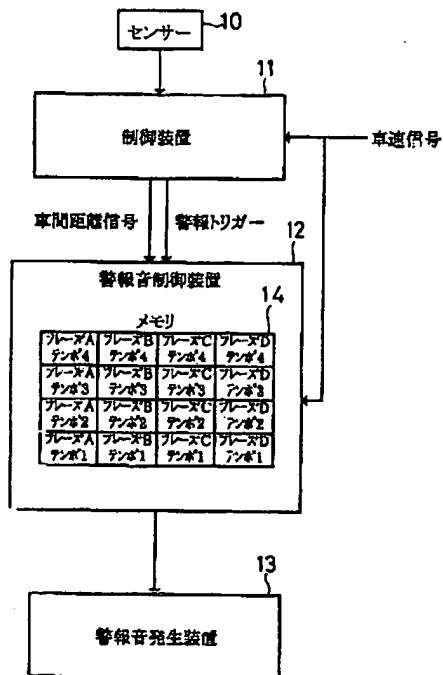 センサー 10
11
制御装置
車速信号
車間距離信号 警報トリガー
12
警報音制御装置
メモリ 14
フレーズA フレーズB フレーズC フレーズD
テンポ4 テンポ4 テンポ4 テンポ4
フレーズA フレーズB フレーズC フレーズD
テンポ3 テンポ3 テンポ3 テンポ3
フレーズA フレーズB フレーズC フレーズD
テンポ2 テンポ2 テンポ2 テンポ2
フレーズA フレーズB フレーズC フレーズD
テンポ1 テンポ1 テンポ1 テンポ1
13
警報音発生装置